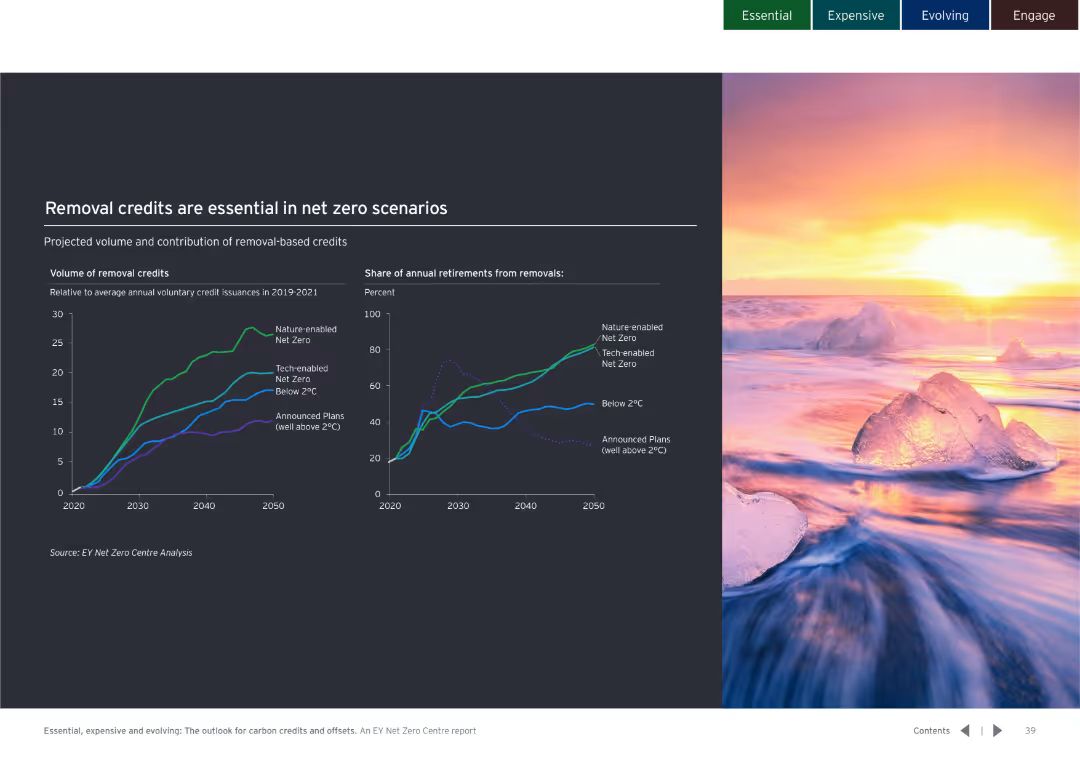 Essential
Expensive
Evolving
Engage
Removal credits are essential in net zero scenarios
Projected volume and contribution of removal-based credits
Volume of removal credits
Relative to average annual voluntary credit issuances in 2019-2021
30
25
20
15
10
5
0
2020
2030
2040
2050
Nature-enabled
Net Zero
Tech-enabled
Net Zero
Below 2°C
Announced Plans
(well above 2°C)
Share of annual retirements from removals:
Percent
100
80
60
40
20
0
2020
2030
2040
2050
Nature-enabled
Net Zero
Tech-enabled
Net Zero
Below 2°C
Announced Plans
(well above 2°C)
Source: EY Net Zero Centre Analysis
Essential, expensive and evolving: The outlook for carbon credits and offsets. An EY Net Zero Centre report
Contents
|
39